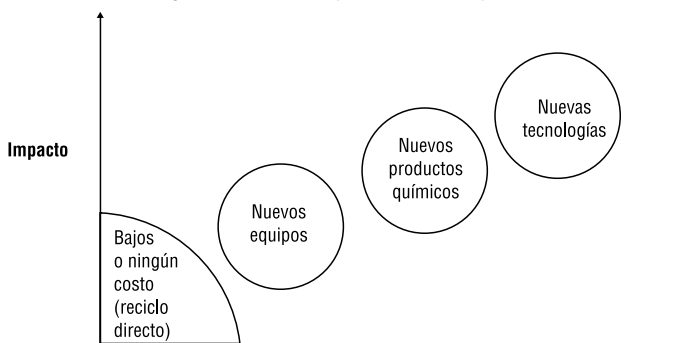 Impacto
Bajos
o ningún
costo
(reciclo
directo)
Nuevos
equipos
Nuevos
productos
químicos
Nuevas
tecnologías